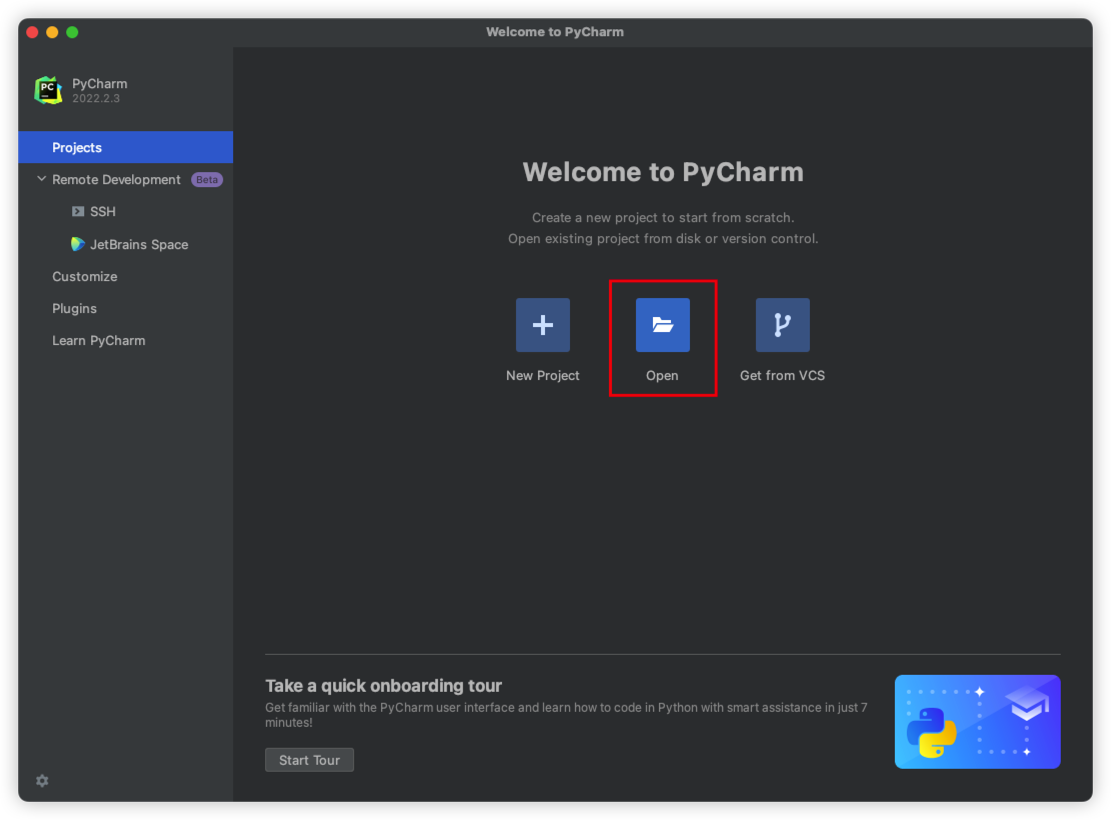 Welcome to PyCharm
PC
PyCharm
2022.2.3
Projects
Remote Development Beta
SSH
JetBrains Space
Customize
Plugins
Learn PyCharm
Welcome to PyCharm
Create a new project to start from scratch.
Open existing project from disk or version control.
New Project
Open
Get from VCS
Take a quick onboarding tour
Get familiar with the PyCharm user interface and learn how to code in Python with smart assistance in just 7
minutes!
Start Tour